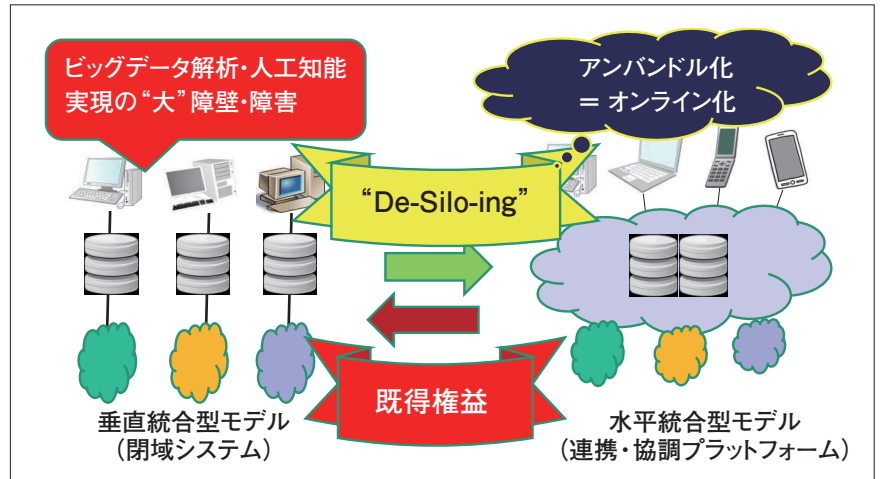 ビッグデータ解析・人工知能
実現の“大”障壁・障害
アンバンドル化
= オンライン化
“De-Silo-ing”
既得権益
垂直統合型モデル
(閉域システム)
水平統合型モデル
(連携・協調プラットフォーム)